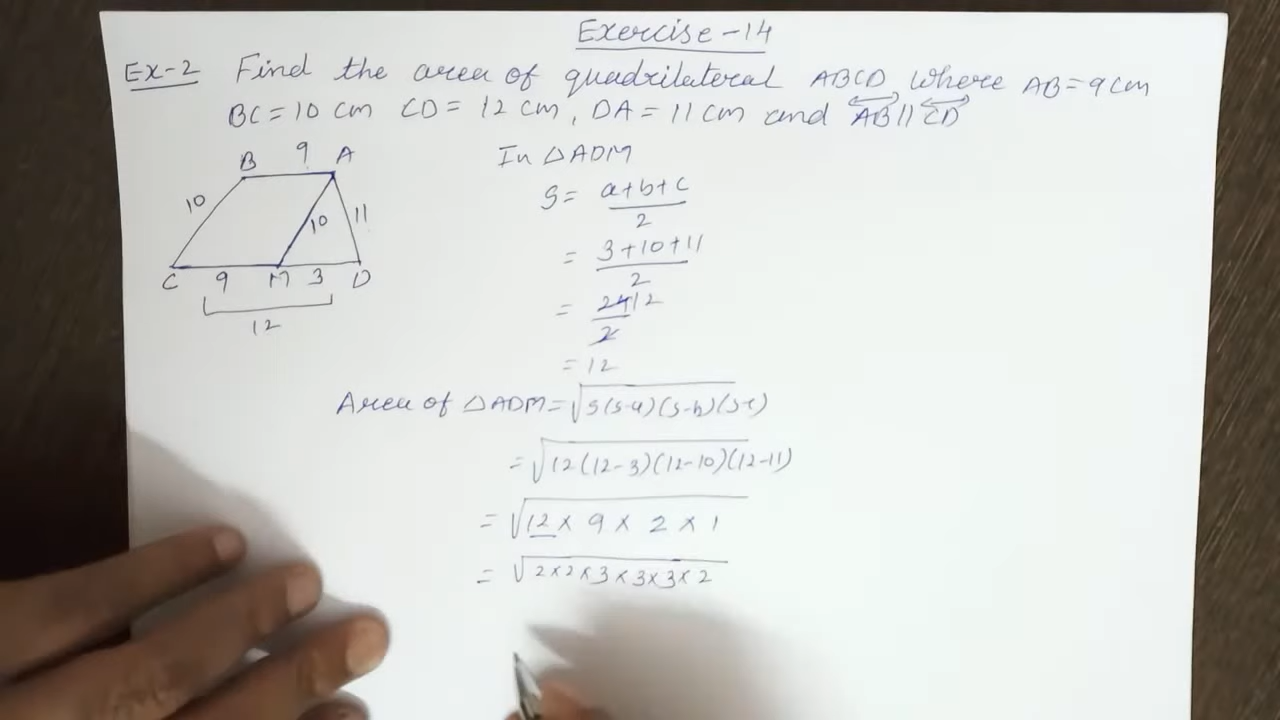 Exercise-14
Ex-2 Find the area of quadrilateral ABCD where AB=9cm
BC=10 cm CD=12 cm, DA=11 cm and AB || CD
9
B A
10 10 11
C 9 M 3 D
12
In △ADM
S= a+b+c
2
= 3+10+11
2
= 24 12
2
=12
Area of △ADM=√s(s-a)(s-b)(s-c)
=√12(12-3)(12-10)(12-11)
=√12 × 9 × 2 × 1
=√2×2×3×3×3×2